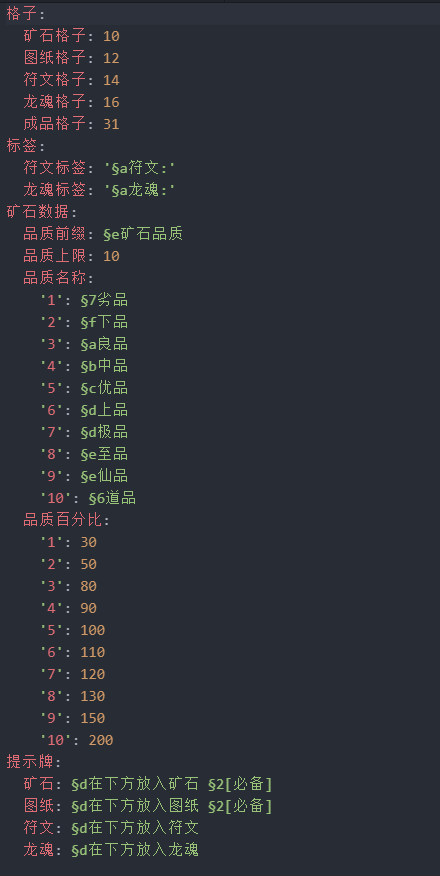 格子:
  矿石格子: 10
  图纸格子: 12
  符文格子: 14
  龙魂格子: 16
  成品格子: 31
标签:
  符文标签: '§a符文:'
  龙魂标签: '§a龙魂:'
矿石数据:
  品质前缀: §e矿石品质
  品质上限: 10
  品质名称:
    '1': §7劣品
    '2': §f下品
    '3': §a良品
    '4': §b中品
    '5': §c优品
    '6': §d上品
    '7': §d极品
    '8': §e至品
    '9': §e仙品
    '10': §6道品
  品质百分比:
    '1': 30
    '2': 50
    '3': 80
    '4': 90
    '5': 100
    '6': 110
    '7': 120
    '8': 130
    '9': 150
    '10': 200
提示牌:
  矿石: §d在下方放入矿石 §2[必备]
  图纸: §d在下方放入图纸 §2[必备]
  符文: §d在下方放入符文
  龙魂: §d在下方放入龙魂